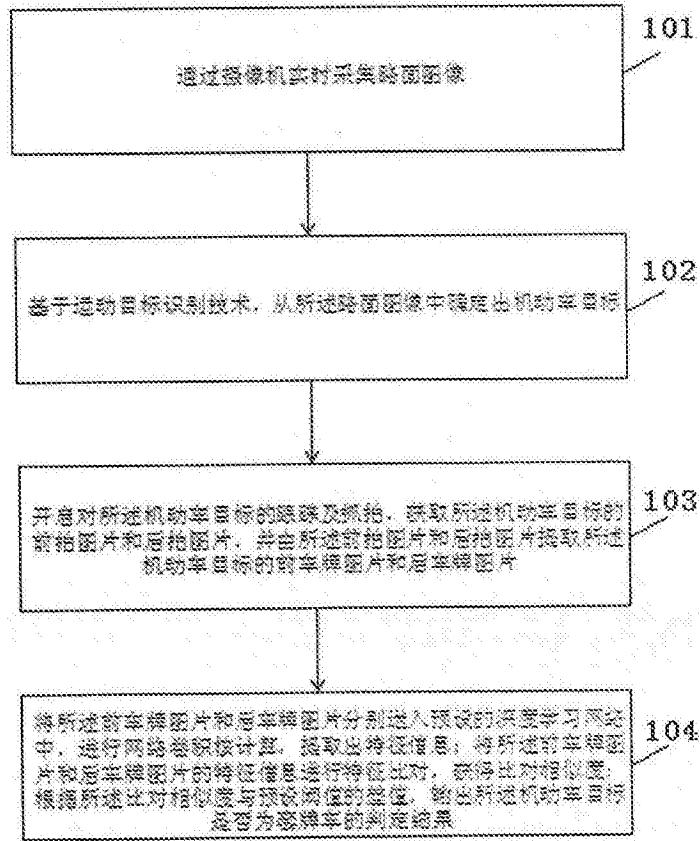 101
通过摄像机实时采集路面图像
102
基于运动目标识别技术，从所述路面图像中确定出机动车目标
103
开启对所述机动车目标的跟踪及抓拍，获取所述机动车目标的
前拍图片和后拍图片，并由所述前拍图片和后拍图片提取所述
机动车目标的前车牌图片和后车牌图片
104
将所述前车牌图片和后车牌图片分别送入预设的深度学习网络
中，进行网络卷积核计算，提取出特征信息；将所述前车牌图
片和后车牌图片的特征信息进行特征比对，获得比对相似度；
根据所述比对相似度与预设阈值的差值，输出所述机动车目标
是否为套牌车的判定结果